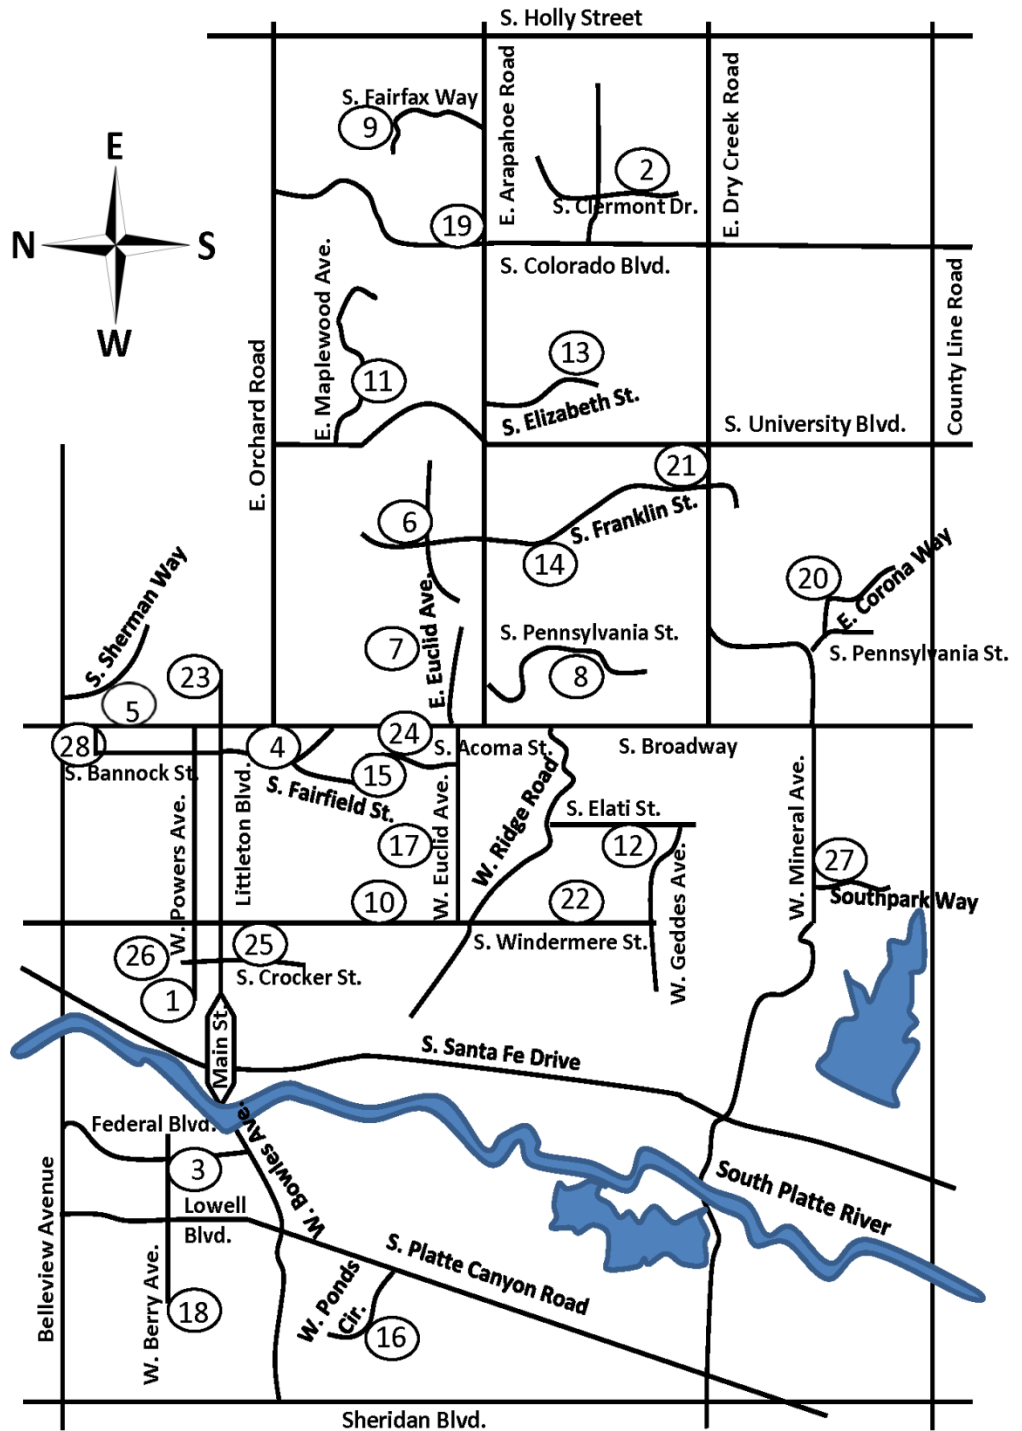 S. Holly Street
E. Arapahoe Road
E. Dry Creek Road
S. Fairfax Way
9
2
S. Clermont Dr.
E
N
S
W
19
S. Colorado Blvd.
E. Maplewood Ave.
County Line Road
13
11
E. Orchard Road
S. Elizabeth St.
S. University Blvd.
21
6
S. Franklin St.
14
20
E. Corona Way
S. Sherman Way
E. Euclid Ave.
7
S. Pennsylvania St.
S. Pennsylvania St.
23
8
5
28
4
24
S. Acoma St.
S. Broadway
S. Bannock St.
15
S. Fairfield St.
Littleton Blvd.
W. Powers Ave.
W. Euclid Ave.
W. Ridge Road
S. Elati St.
W. Mineral Ave.
17
12
27
W. Geddes Ave.
Southpark Way
10
22
S. Windermere St.
26
25
S. Crocker St.
1
Main St.
S. Santa Fe Drive
Federal Blvd.
W. Bowles Ave.
3
South Platte River
Belleview Avenue
Lowell
Blvd.
S. Platte Canyon Road
W. Berry Ave.
W. Ponds
Cir.
18
16
Sheridan Blvd.